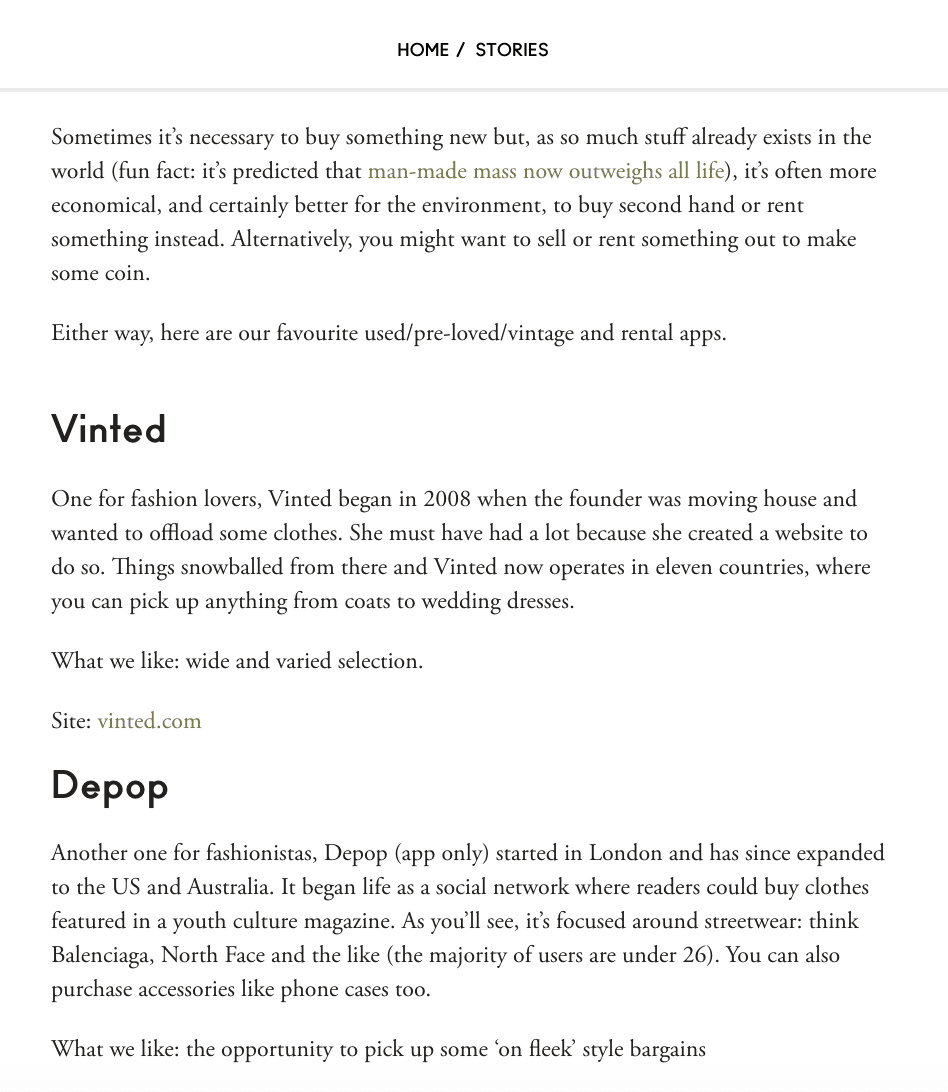 HOME / STORIES
Sometimes it’s necessary to buy something new but, as so much stuff already exists in the
world (fun fact: it’s predicted that man-made mass now outweighs all life), it’s often more
economical, and certainly better for the environment, to buy second hand or rent
something instead. Alternatively, you might want to sell or rent something out to make
some coin.
Either way, here are our favourite used/pre-loved/vintage and rental apps.
Vinted
One for fashion lovers, Vinted began in 2008 when the founder was moving house and
wanted to offload some clothes. She must have had a lot because she created a website to
do so. Things snowballed from there and Vinted now operates in eleven countries, where
you can pick up anything from coats to wedding dresses.
What we like: wide and varied selection.
Site: vinted.com
Depop
Another one for fashionistas, Depop (app only) started in London and has since expanded
to the US and Australia. It began life as a social network where readers could buy clothes
featured in a youth culture magazine. As you’ll see, it’s focused around streetwear: think
Balenciaga, North Face and the like (the majority of users are under 26). You can also
purchase accessories like phone cases too.
What we like: the opportunity to pick up some ‘on fleek’ style bargains